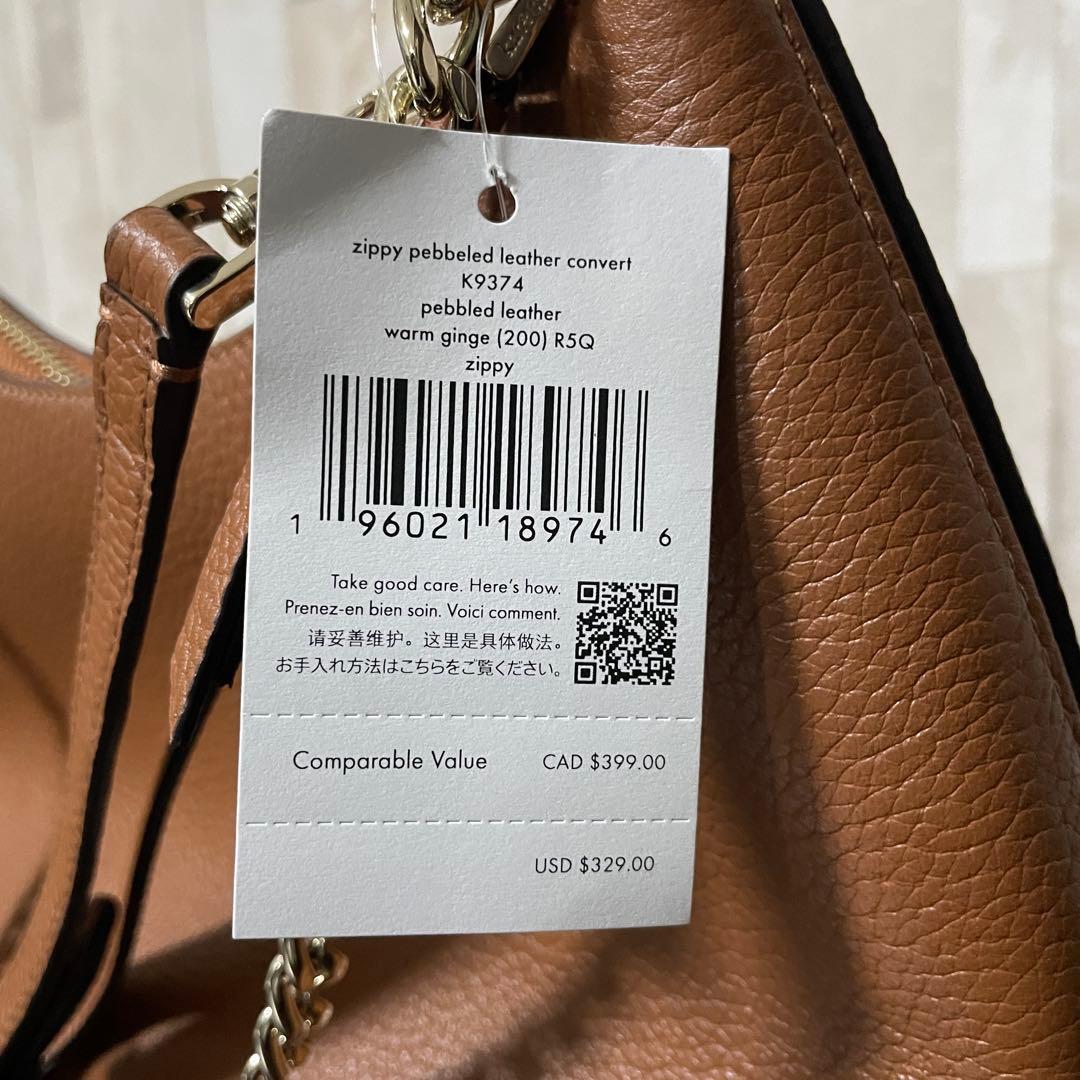 zippy pebbeled leather convert
K9374
pebbled leather
warm ginge (200) R5Q
zippy
1 96021 18974 6
Take good care. Here's how.
Prenez-en bien soin. Voici comment.
请妥善维护。这里是具体做法。
お手入れ方法はこちらをご覧ください。
Comparable Value CAD $399.00
USD $329.00